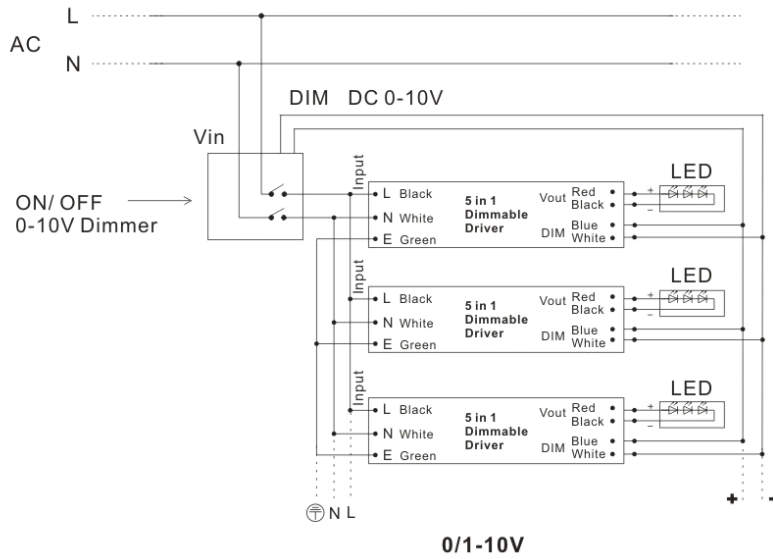 L
AC
N
DIM DC 0-10V
Vin
ON/ OFF
0-10V Dimmer
Input
L Black
N White
E Green
5 in 1
Dimmable
Driver
Vout Red
Black
DIM Blue
White
LED
+
−
Input
L Black
N White
E Green
5 in 1
Dimmable
Driver
Vout Red
Black
DIM Blue
White
LED
+
−
Input
L Black
N White
E Green
5 in 1
Dimmable
Driver
Vout Red
Black
DIM Blue
White
LED
+
−
N L
+ -
0/1-10V